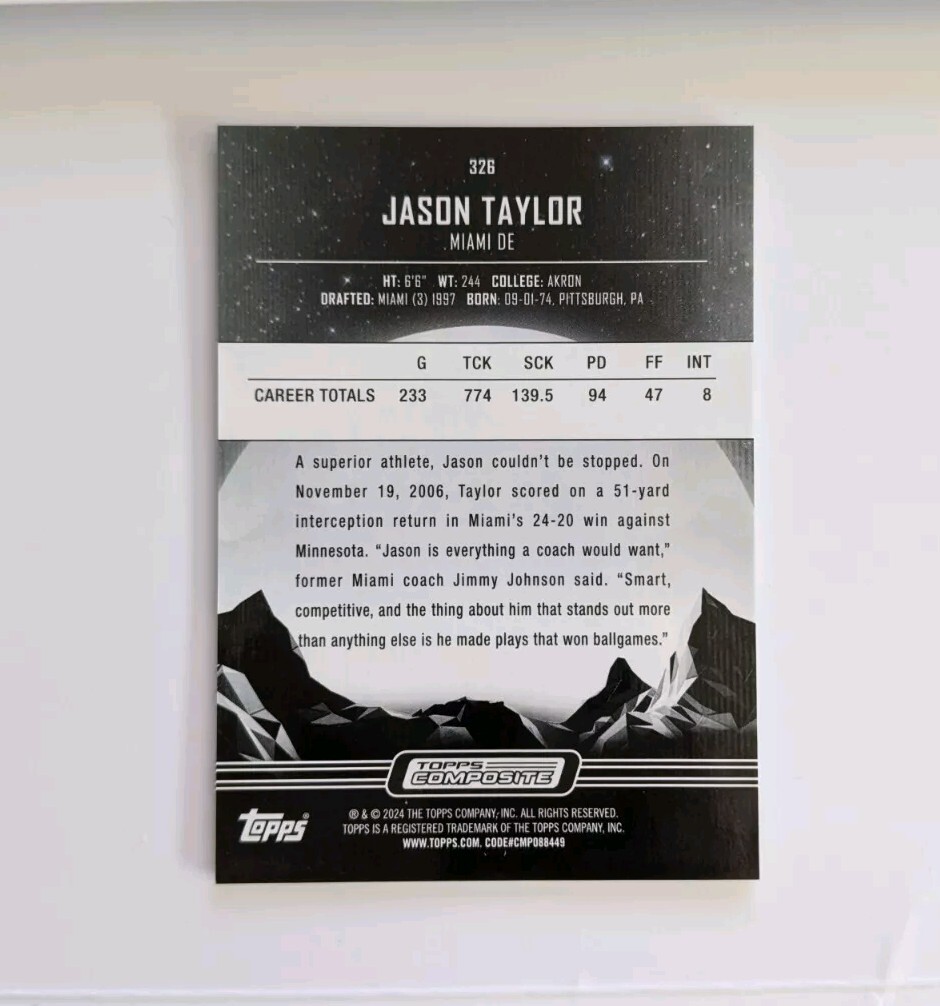 326
JASON TAYLOR
MIAMI DE
HT: 6'6" WT: 244 COLLEGE: AKRON
DRAFTED: MIAMI (3) 1997 BORN: 09-01-74, PITTSBURGH, PA
G TCK SCK PD FF INT
CAREER TOTALS 233 774 139.5 94 47 8
A superior athlete, Jason couldn't be stopped. On
November 19, 2006, Taylor scored on a 51-yard
interception return in Miami's 24-20 win against
Minnesota. “Jason is everything a coach would want,”
former Miami coach Jimmy Johnson said. “Smart,
competitive, and the thing about him that stands out more
than anything else is he made plays that won ballgames.”
TOPPS
COMPOSITE
topps®
® & © 2024 THE TOPPS COMPANY, INC. ALL RIGHTS RESERVED.
TOPPS IS A REGISTERED TRADEMARK OF THE TOPPS COMPANY, INC.
WWW.TOPPS.COM. CODE#CMP088449